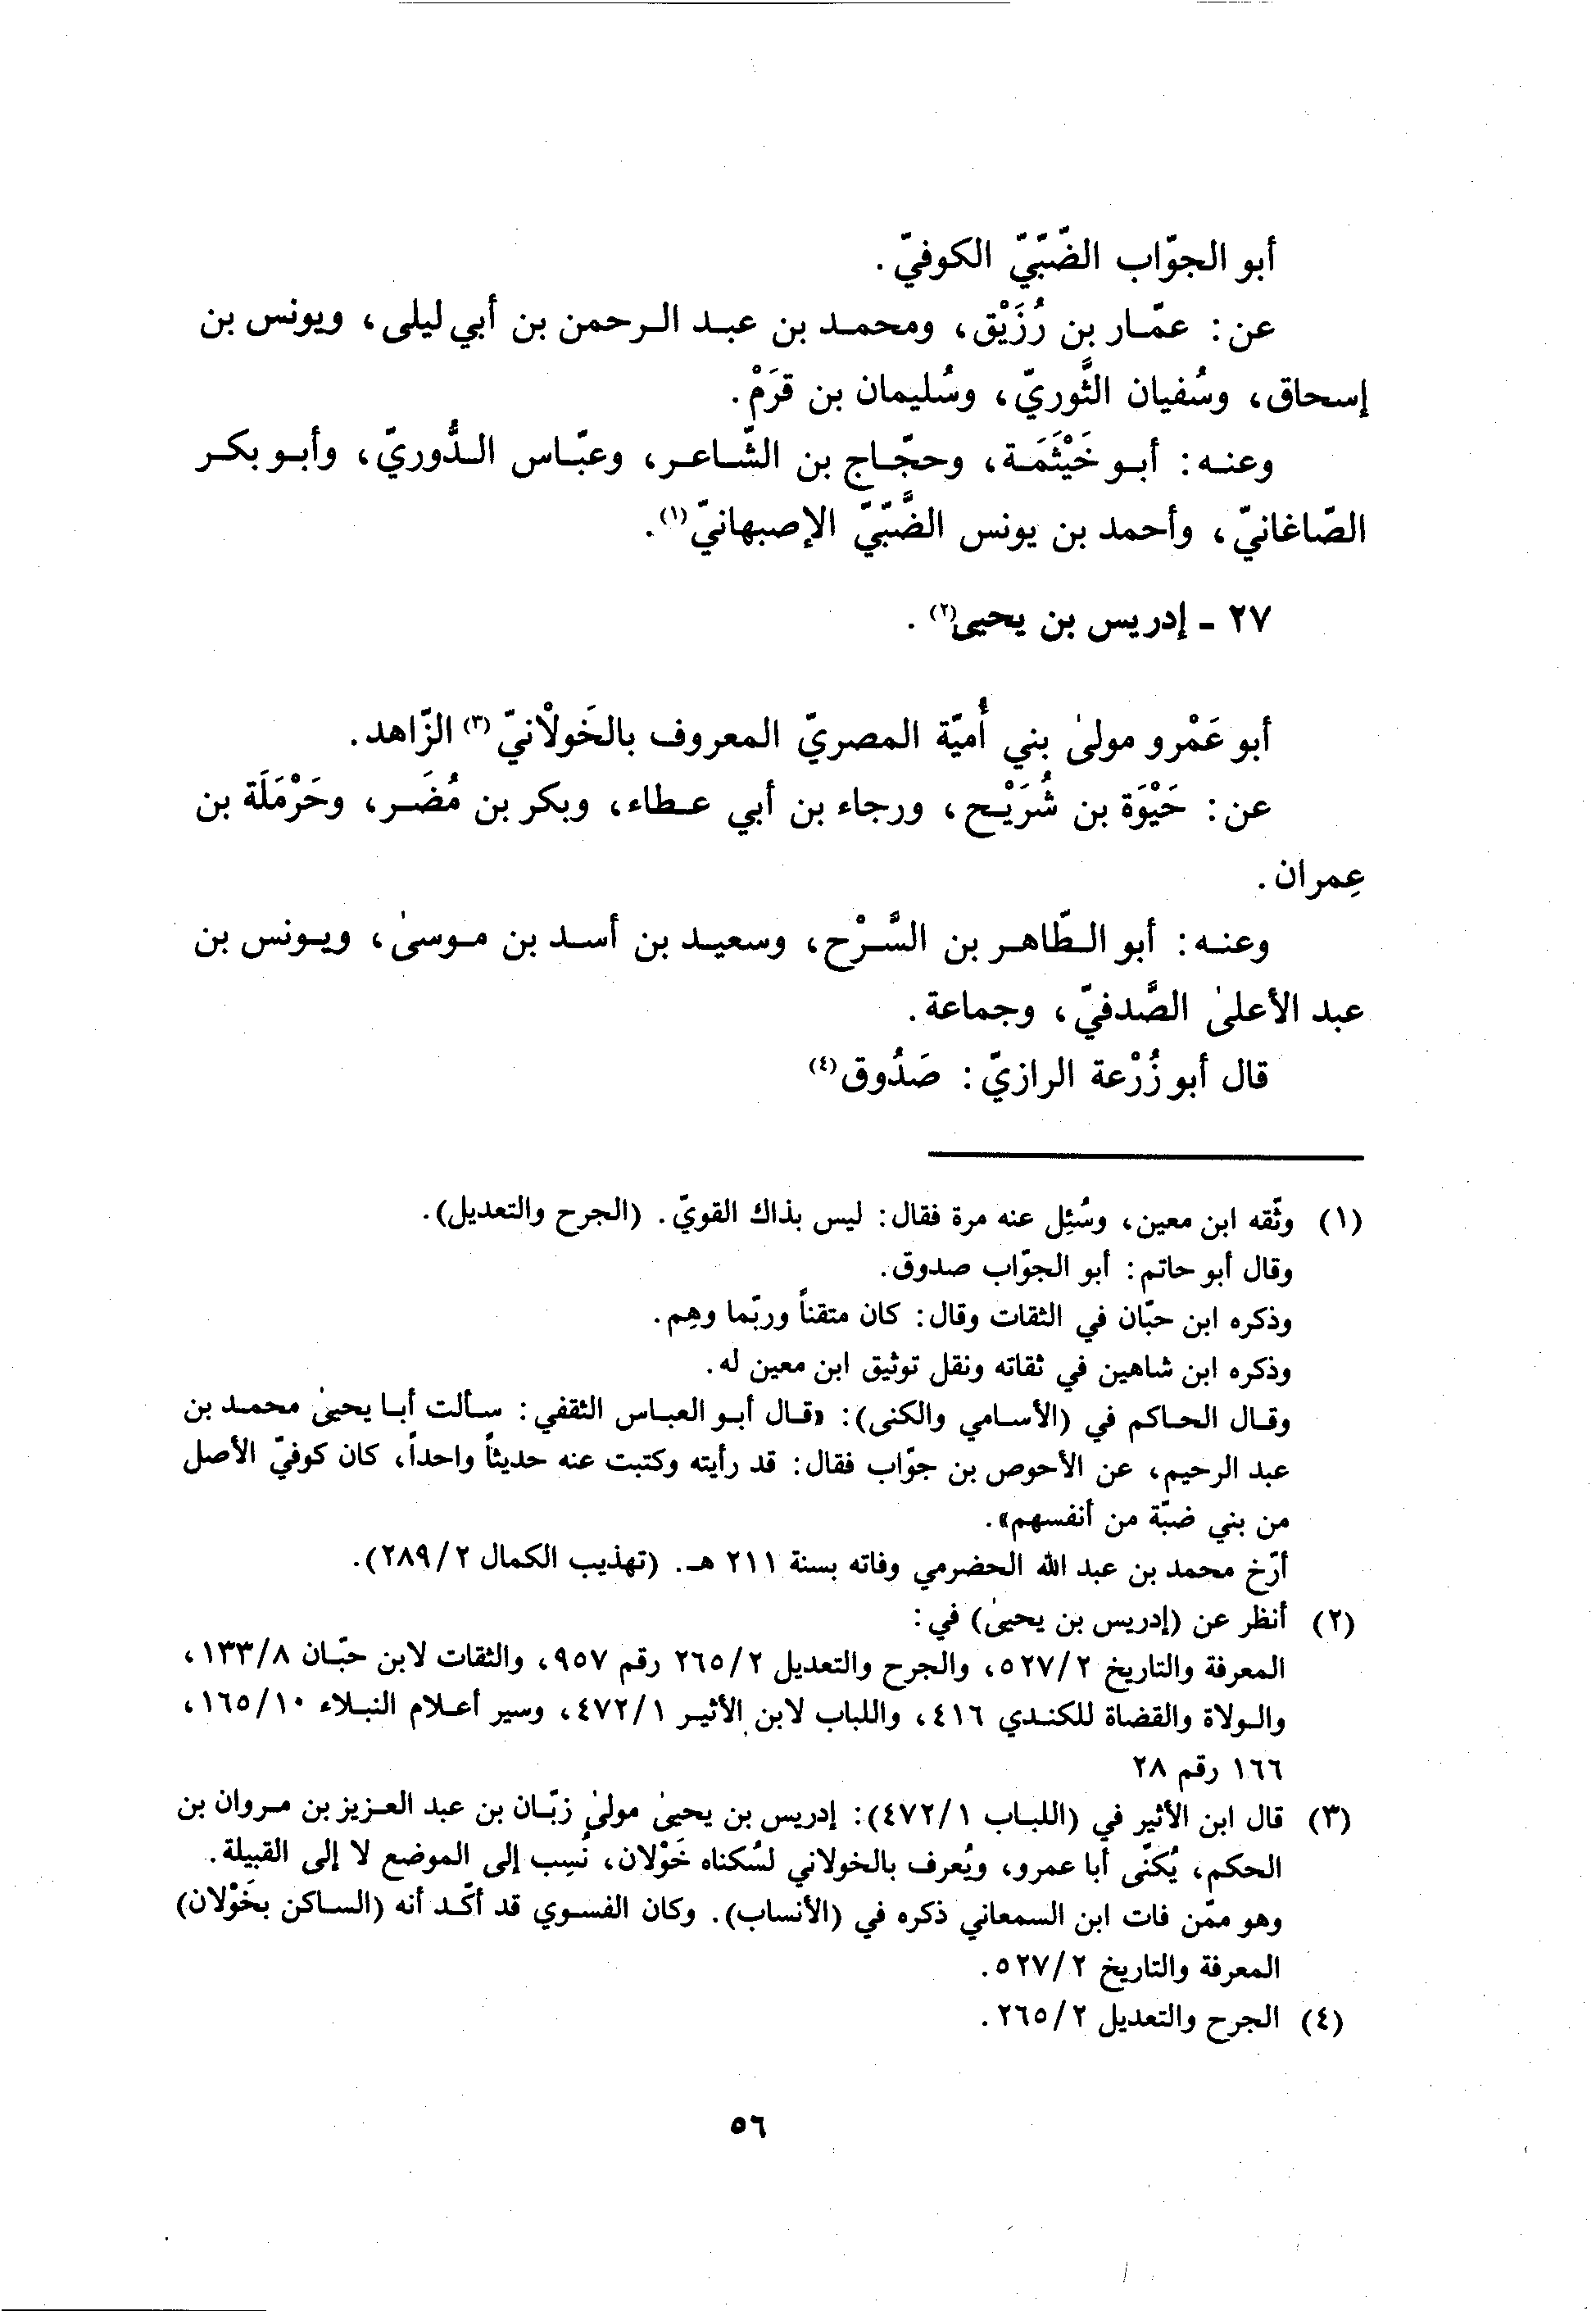 أبو الجوّاب الضّبّيّ الكوفيّ.
عن: عمّار بن رُزَيْق، ومحمد بن عبد الرحمن بن أبي ليلى، ويونس بن
إسحاق، وسُفيان الثَّوريّ، وسُليمان بن قرَمْ.
وعنه: أبو خَيْثَمَة، وحجّاج بن الشّاعر، وعبّاس الدُّوريّ، وأبو بكر
الصّاغانيّ، وأحمد بن يونس الضَّبّيّ الإصبهانيّ(١).
٢٧ - إدريس بن يحيى(٢).
أبو عَمْرو مولىٰ بني أُميّة المصريّ المعروف بالخَولْانيّ(٣) الزّاهد.
عن: حَيْوَة بن شُرَيْح، ورجاء بن أبي عطاء، وبكر بن مُضَر، وحَرْمَلَة بن
عِمران.
وعنه: أبو الطّاهر بن السَّرْح، وسعيد بن أسد بن موسىٰ، ويونس بن
عبد الأعلىٰ الصَّدفيّ، وجماعة.
قال أبو زُرْعة الرازيّ: صَدُوق(٤)
(١) وثّقه ابن معين، وسُئِل عنه مرة فقال: ليس بذاك القويّ. (الجرح والتعديل).
وقال أبو حاتم: أبو الجوّاب صدوق.
وذكره ابن حبّان في الثقات وقال: كان متقناً وربّما وهِم.
وذكره ابن شاهين في ثقاته ونقل توثيق ابن معين له.
وقال الحاكم في (الأسامي والكنى): «قال أبو العباس الثقفي: سألت أبا يحيىٰ محمد بن
عبد الرحيم، عن الأحوص بن جوّاب فقال: قد رأيته وكتبت عنه حديثاً واحداً، كان كوفيّ الأصل
من بني ضبّة من أنفسهم».
أرّخ محمد بن عبد الله الحضرمي وفاته بسنة ٢١١ هـ. (تهذيب الكمال ٢/٢٨٩).
(٢) أنظر عن (إدريس بن يحيىٰ) في:
المعرفة والتاريخ ٢/٥٢٧، والجرح والتعديل ٢/٢٦٥ رقم ٩٥٧، والثقات لابن حبّان ٨/١٣٣،
والولاة والقضاة للكندي ٤١٦، واللباب لابن الأثير ١/٤٧٢، وسير أعلام النبلاء ١٠/١٦٥،
١٦٦ رقم ٢٨
(٣) قال ابن الأثير في (اللباب ١/٤٧٢): إدريس بن يحيىٰ مولىٰ زبّان بن عبد العزيز بن مروان بن
الحكم، يُكنّى أبا عمرو، ويُعرف بالخولاني لسُكناه خَوْلان، نُسِب إلى الموضع لا إلى القبيلة.
وهو ممّن فات ابن السمعاني ذكره في (الأنساب). وكان الفسوي قد أكّد أنه (الساكن بخَوْلان)
المعرفة والتاريخ ٢/٥٢٧.
(٤) الجرح والتعديل ٢/٢٦٥.
٥٦